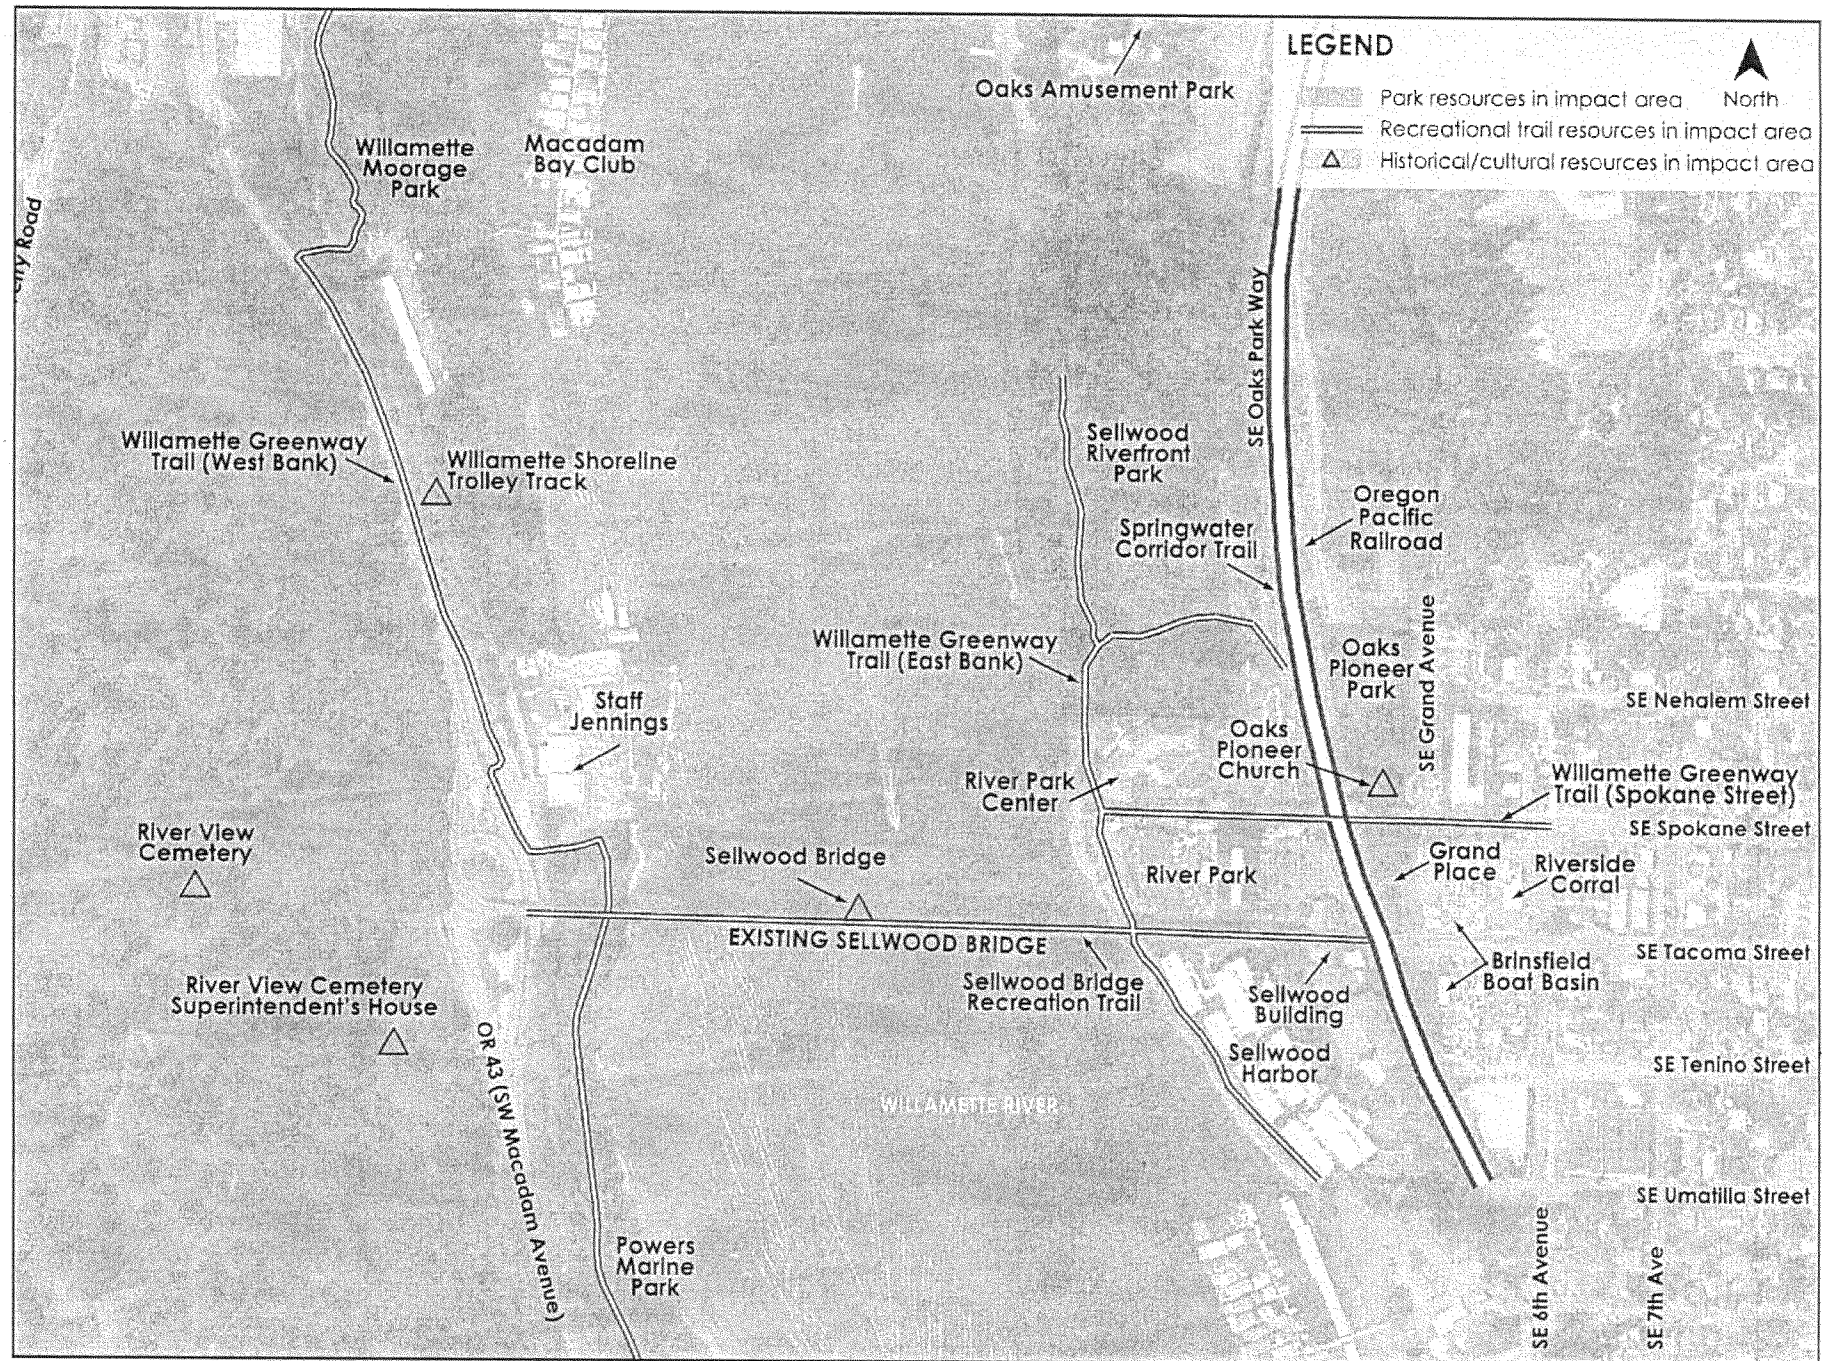 LEGEND
North
Park resources in impact area
Recreational trail resources in impact area
Historical/cultural resources in impact area
Oaks Amusement Park
Willamette
Moorage
Park
Macadam
Bay Club
Road
SE Oaks Park Way
Willamette Greenway
Trail (West Bank)
Willamette Shoreline
Trolley Track
Sellwood
Riverfront
Park
Springwater
Corridor Trail
Oregon
Pacific
Railroad
Willamette Greenway
Trail (East Bank)
Oaks
Pioneer
Park
SE Grand Avenue
SE Nehalem Street
Staff
Jennings
Oaks
Pioneer
Church
River Park
Center
Willamette Greenway
Trail (Spokane Street)
SE Spokane Street
River View
Cemetery
Sellwood Bridge
River Park
Grand
Place
Riverside
Corral
EXISTING SELLWOOD BRIDGE
SE Tacoma Street
Brinsfield
Boat Basin
Sellwood Bridge
Recreation Trail
Sellwood
Building
River View Cemetery
Superintendent's House
OR 43 (SW Macadam Avenue)
Sellwood
Harbor
SE Tenino Street
WILLAMETTE RIVER
SE Umatilla Street
Powers
Marine
Park
SE 6th Avenue
SE 7th Ave